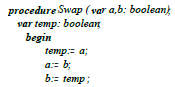 procedure Swap ( var a,b: boolean);
var temp: boolean;
begin
temp:= a;
a:= b;
b:= temp ;